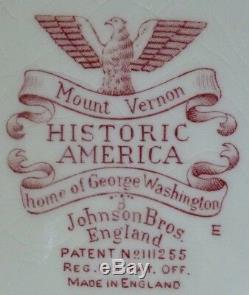 Mount Vernon
HISTORIC
AMERICA
home of George Washington
"B"
Johnson Bros.
England
E
PATENT No 111255
REG. U.S. PAT. OFF.
MADE IN ENGLAND